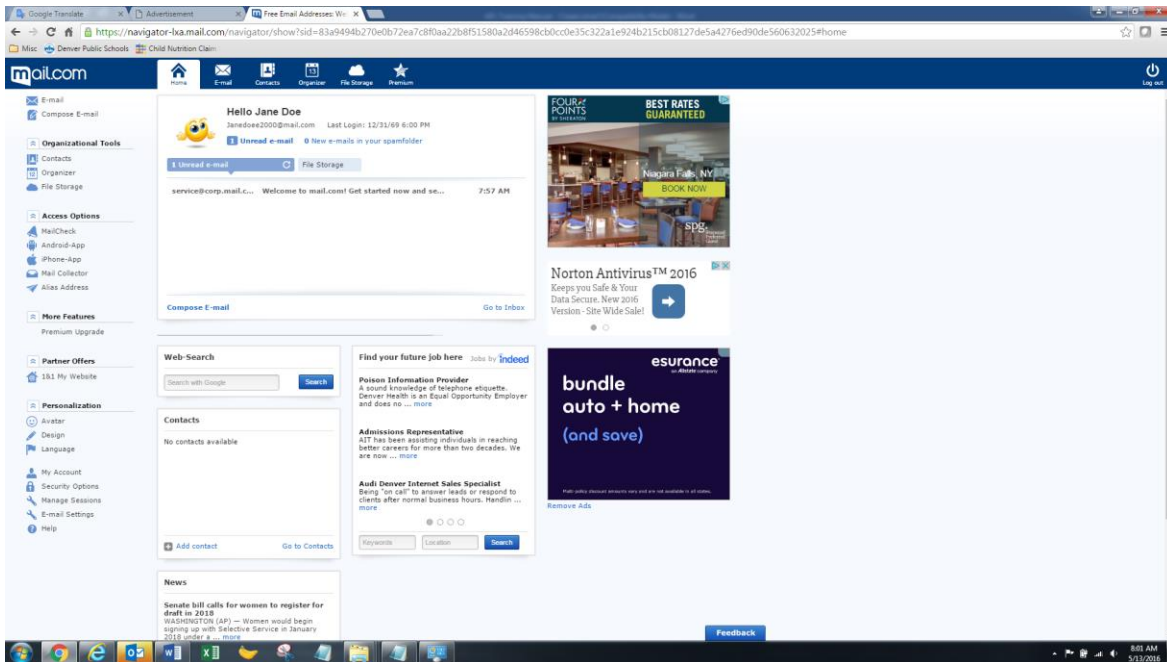 Google Translate
Advertisement
Free Email Addresses: We
https://navigator-lxa.mail.com/navigator/show?sid=83a9494b270e0b72ea7c8f0aa22b8f51580a2d46598cb0cc0e35c322a1e924b215cb08127de5a4276ed90de560632025#home
Misc
Denver Public Schools
Child Nutrition Claim
mail.com
Home
E-mail
Contacts
Organizer
File Storage
Premium
Log out
E-mail
Compose E-mail
Organizational Tools
Contacts
Organizer
File Storage
Access Options
MailCheck
Android-App
iPhone-App
Mail Collector
Alias Address
More Features
Premium Upgrade
Partner Offers
1&1 My Website
Personalization
Avatar
Design
Language
My Account
Security Options
Manage Sessions
E-mail Settings
Help
Hello Jane Doe
Janedoee2000@mail.com Last Login: 12/31/69 6:00 PM
1 Unread e-mail 0 New e-mails in your spamfolder
1 Unread e-mail
File Storage
service@corp.mail.c... Welcome to mail.com! Get started now and se... 7:57 AM
Compose E-mail
Go to Inbox
Web-Search
Search with Google
Search
Contacts
No contacts available
Add contact
Go to Contacts
News
Senate bill calls for women to register for
draft in 2018
WASHINGTON (AP) — Women would begin
signing up with Selective Service in January
2018 under a ... more
Find your future job here Jobs by indeed
Poison Information Provider
A sound knowledge of telephone etiquette.
Denver Health is an Equal Opportunity Employer
and does no ... more
Admissions Representative
AIT has been assisting individuals in reaching
better careers for more than two decades. We
are now ... more
Audi Denver Internet Sales Specialist
Being "on call" to answer leads or respond to
clients after normal business hours. Handlin ...
more
Keywords
Location
Search
FOUR POINTS
BY SHERATON
BEST RATES
GUARANTEED
Niagara Falls, NY
BOOK NOW
spg.
Norton Antivirus™ 2016
Keeps you Safe & Your
Data Secure. New 2016
Version - Site Wide Sale!
esurance
an Allstate company
bundle
auto + home
(and save)
Multi-policy discount amounts vary and are not available in all states.
Remove Ads
Feedback
8:01 AM
5/13/2016